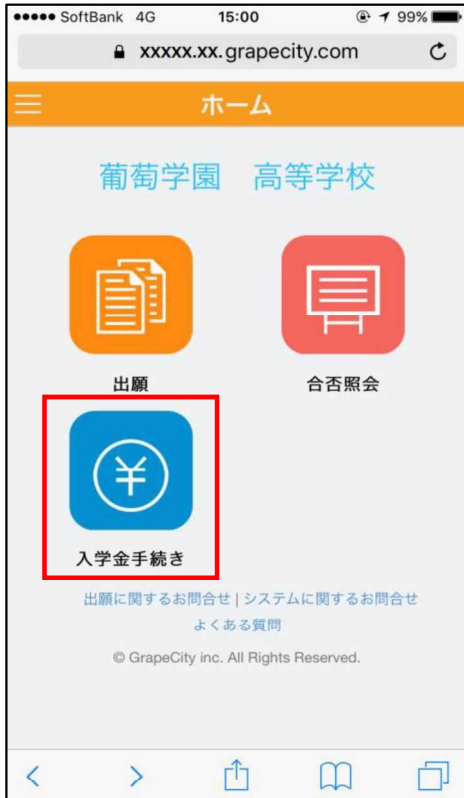 SoftBank 4G 15:00 99%
xxxxx.xx.grapecity.com
ホーム
葡萄学園 高等学校
出願 合否照会
¥
入学金手続き
出願に関するお問合せ | システムに関するお問合せ
よくある質問
© GrapeCity inc. All Rights Reserved.